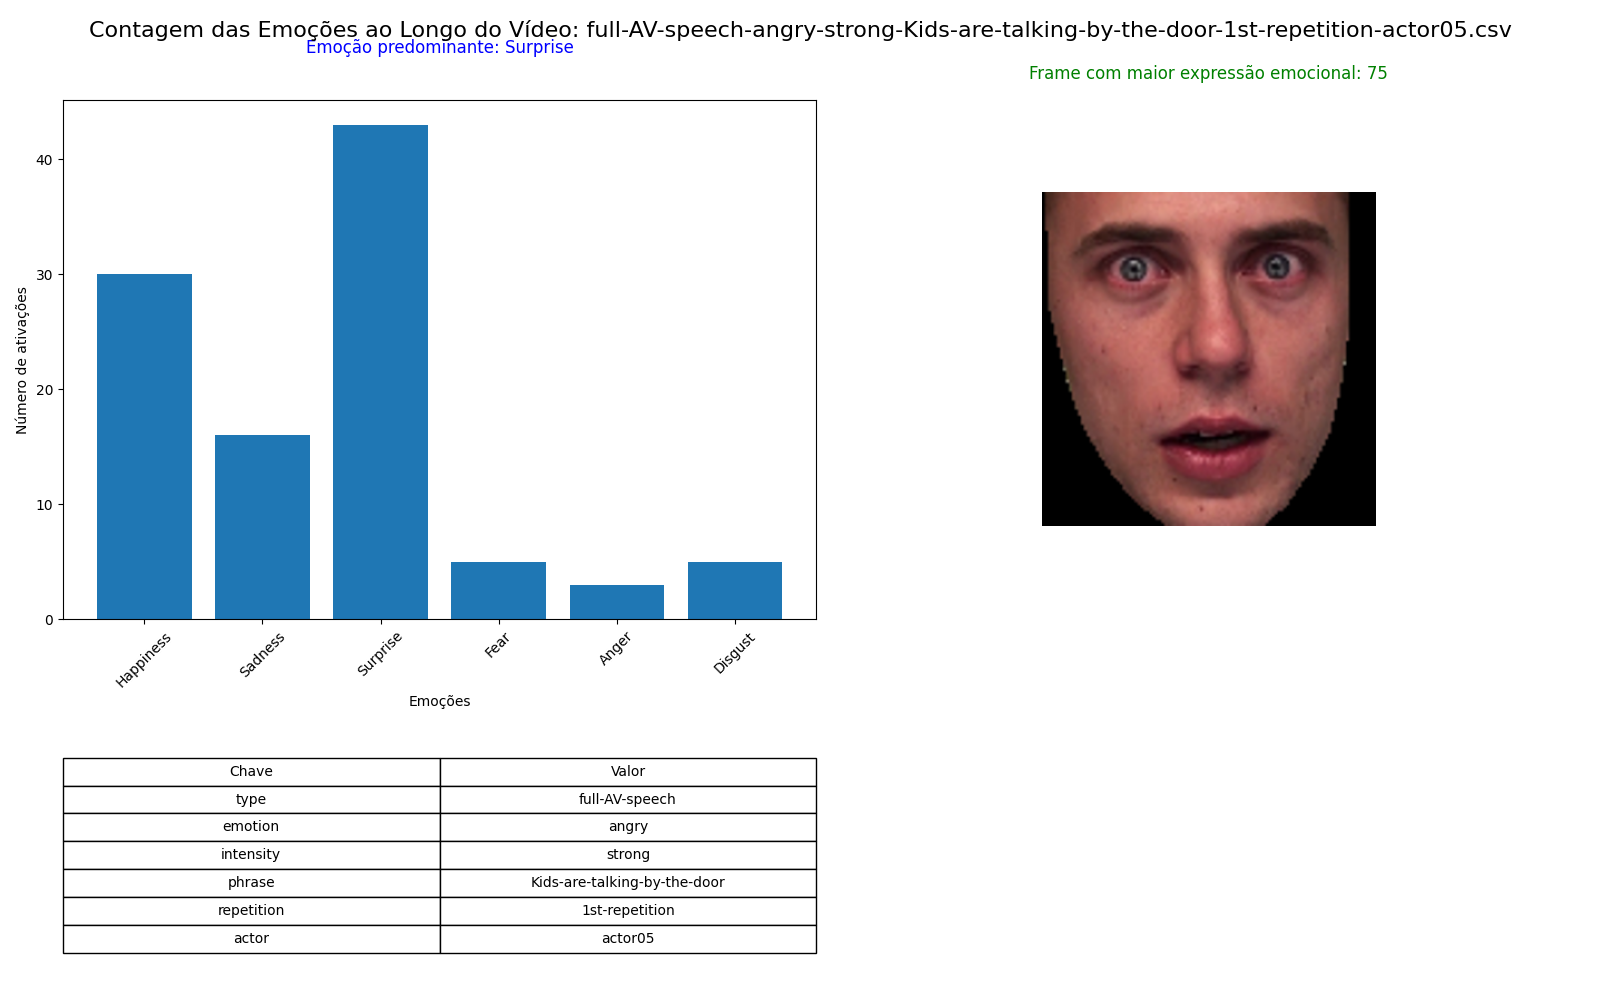 Contagem das Emoções ao Longo do Vídeo: full-AV-speech-angry-strong-Kids-are-talking-by-the-door-1st-repetition-actor05.csv
Emoção predominante: Surprise
Frame com maior expressão emocional: 75
Número de ativações
40
30
20
10
0
Happiness
Sadness
Surprise
Fear
Anger
Disgust
Emoções
Chave Valor
type full-AV-speech
emotion angry
intensity strong
phrase Kids-are-talking-by-the-door
repetition 1st-repetition
actor actor05